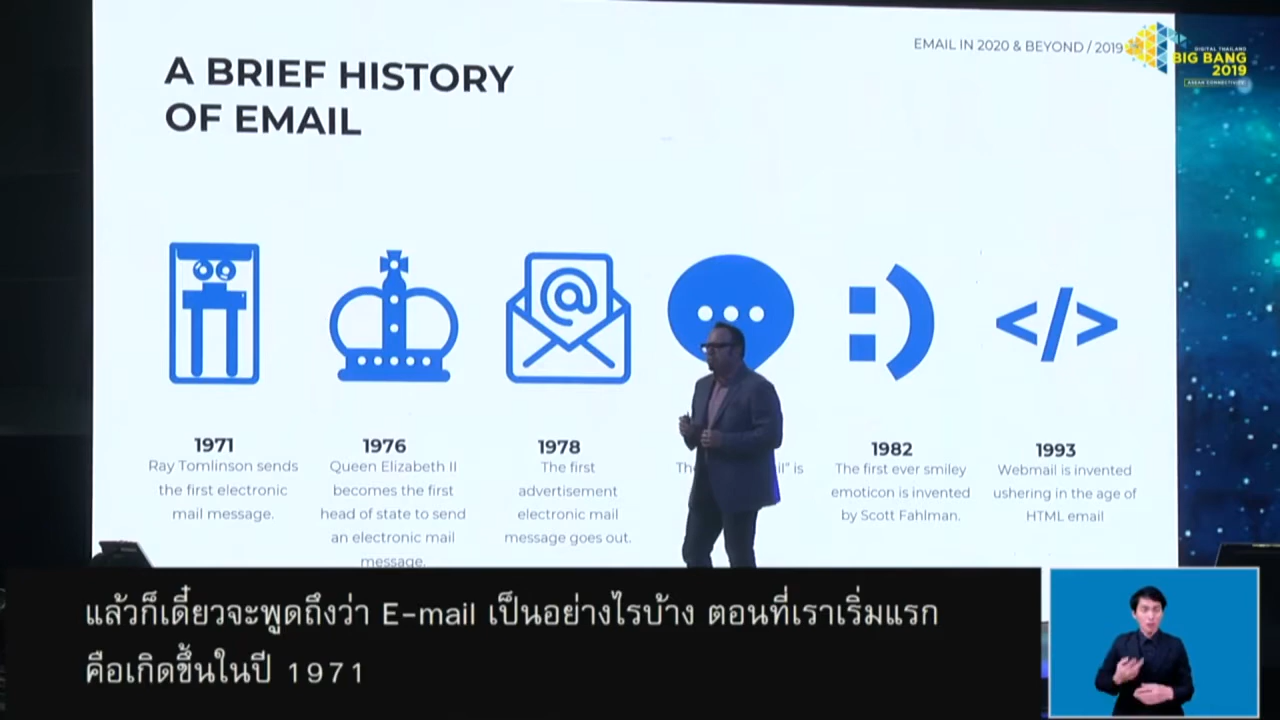 A BRIEF HISTORY
OF EMAIL
EMAIL IN 2020 & BEYOND / 2019
DIGITAL THAILAND
BIG BANG
2019
ASEAN CONNECTIVITY
1971
Ray Tomlinson sends
the first electronic
mail message.
1976
Queen Elizabeth II
becomes the first
head of state to send
an electronic mail
message.
1978
The first
advertisement
electronic mail
message goes out.
is
1982
The first ever smiley
emoticon is invented
by Scott Fahlman.
1993
Webmail is invented
ushering in the age of
HTML email
แล้วก็เดี๋ยวจะพูดถึงว่า E-mail เป็นอย่างไรบ้าง ตอนที่เราเริ่มแรก
คือเกิดขึ้นในปี 1971